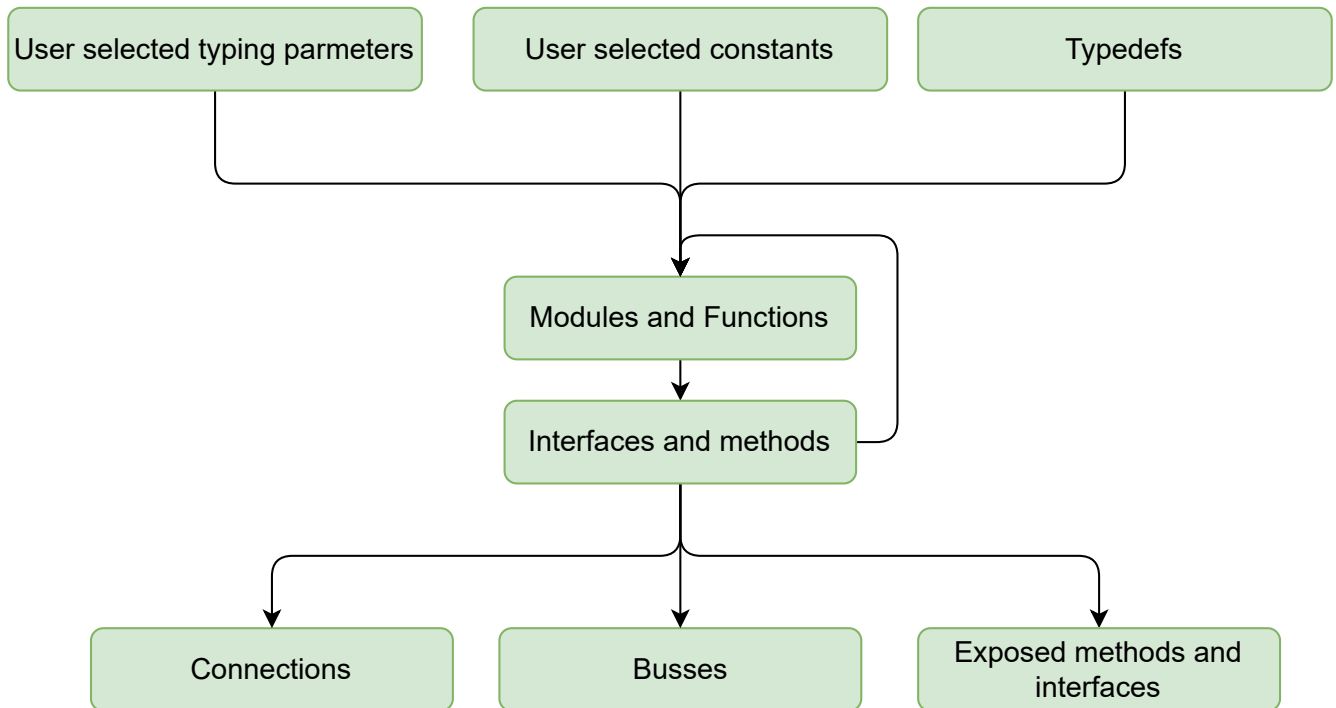 User selected typing parmeters
User selected constants
Typedefs
Modules and Functions
Interfaces and methods
Connections
Busses
Exposed methods and
interfaces